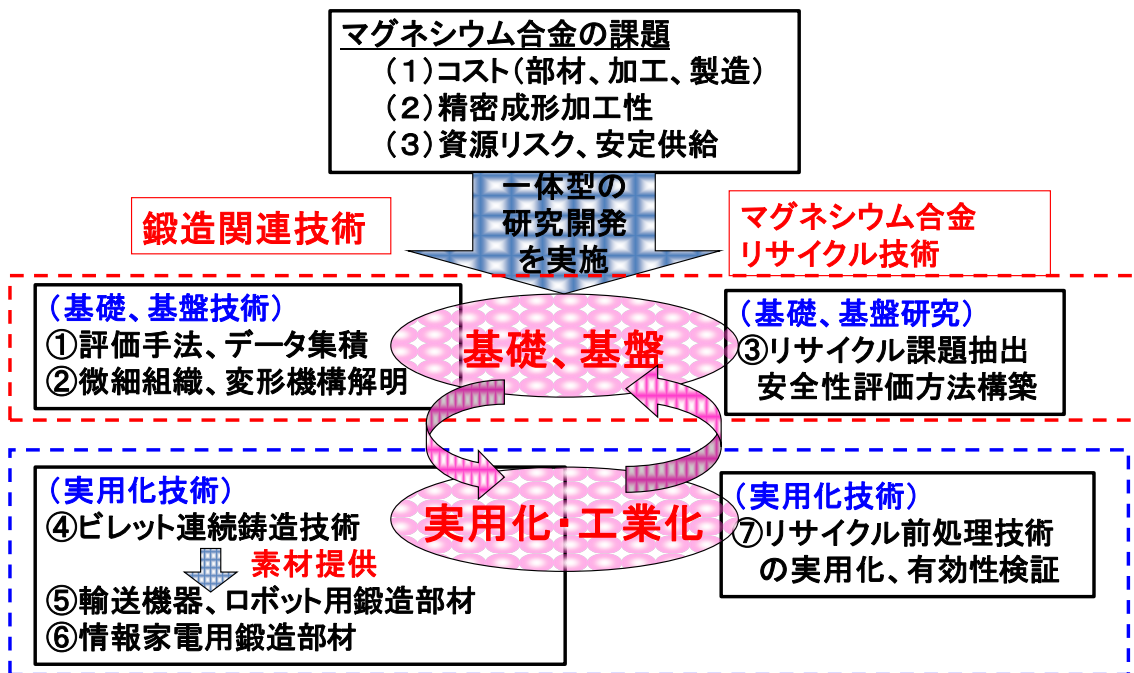 マグネシウム合金の課題
（１）コスト（部材、加工、製造）
（２）精密成形加工性
（３）資源リスク、安定供給
一体型の
研究開発
を実施
鍛造関連技術
マグネシウム合金
リサイクル技術
（基礎、基盤技術）
①評価手法、データ集積
②微細組織、変形機構解明
基礎、基盤
（基礎、基盤研究）
③リサイクル課題抽出
安全性評価方法構築
（実用化技術）
④ビレット連続鋳造技術
素材提供
⑤輸送機器、ロボット用鍛造部材
⑥情報家電用鍛造部材
実用化・工業化
（実用化技術）
⑦リサイクル前処理技術
の実用化、有効性検証